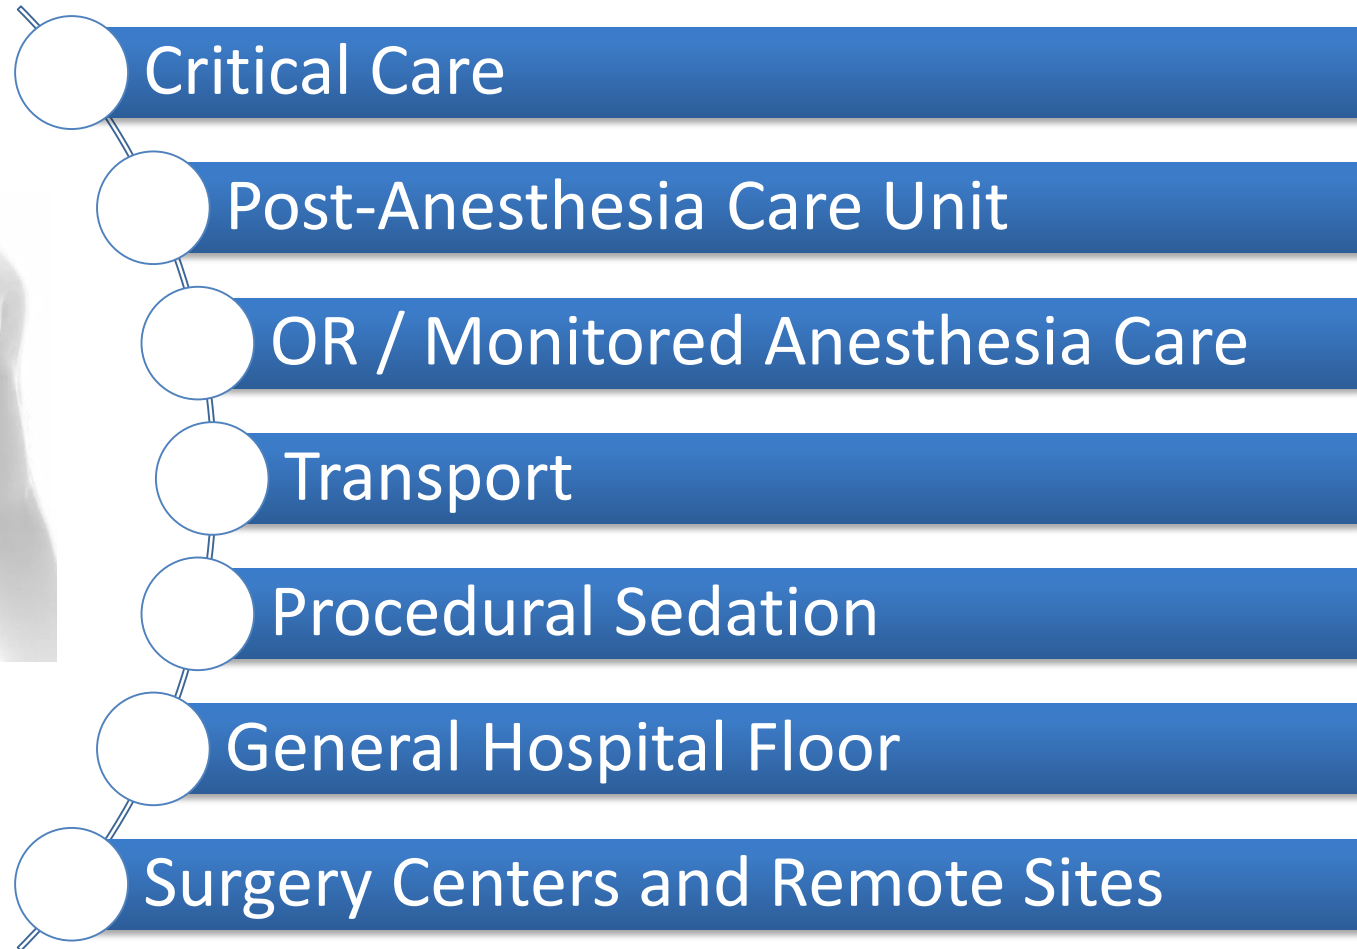 Critical Care
Post-Anesthesia Care Unit
OR / Monitored Anesthesia Care
Transport
Procedural Sedation
General Hospital Floor
Surgery Centers and Remote Sites